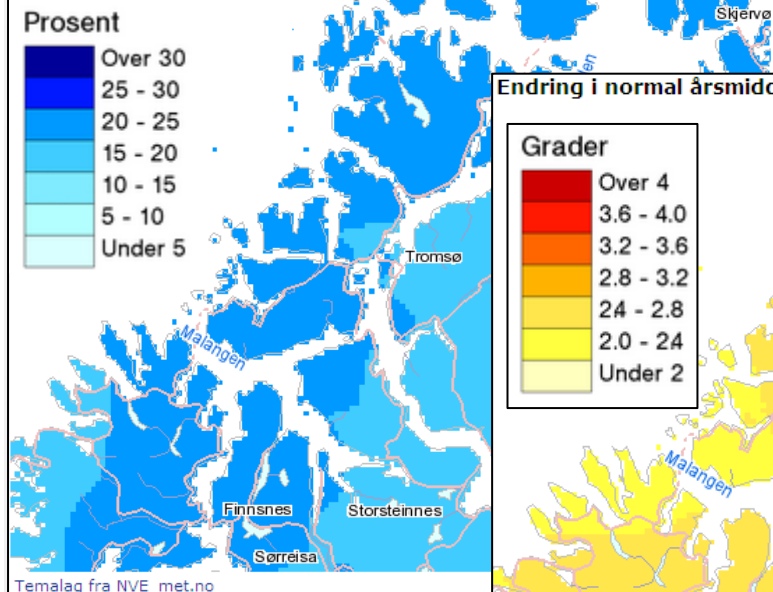 Prosent
Over 30
25 - 30
20 - 25
15 - 20
10 - 15
5 - 10
Under 5
Skjervø
Tromsø
Malangen
Finnsnes
Storsteinnes
Sørreisa
Temalag fra NVE met.no
Endring i normal årsmidd
Grader
Over 4
3.6 - 4.0
3.2 - 3.6
2.8 - 3.2
24 - 2.8
2.0 - 24
Under 2
Malangen